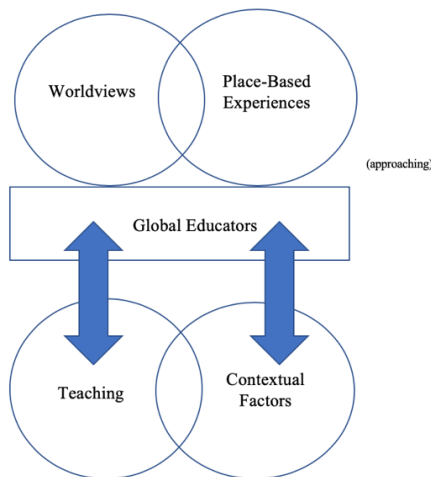 Worldviews
Place-Based
Experiences
(approaching)
Global Educators
Teaching
Contextual
Factors